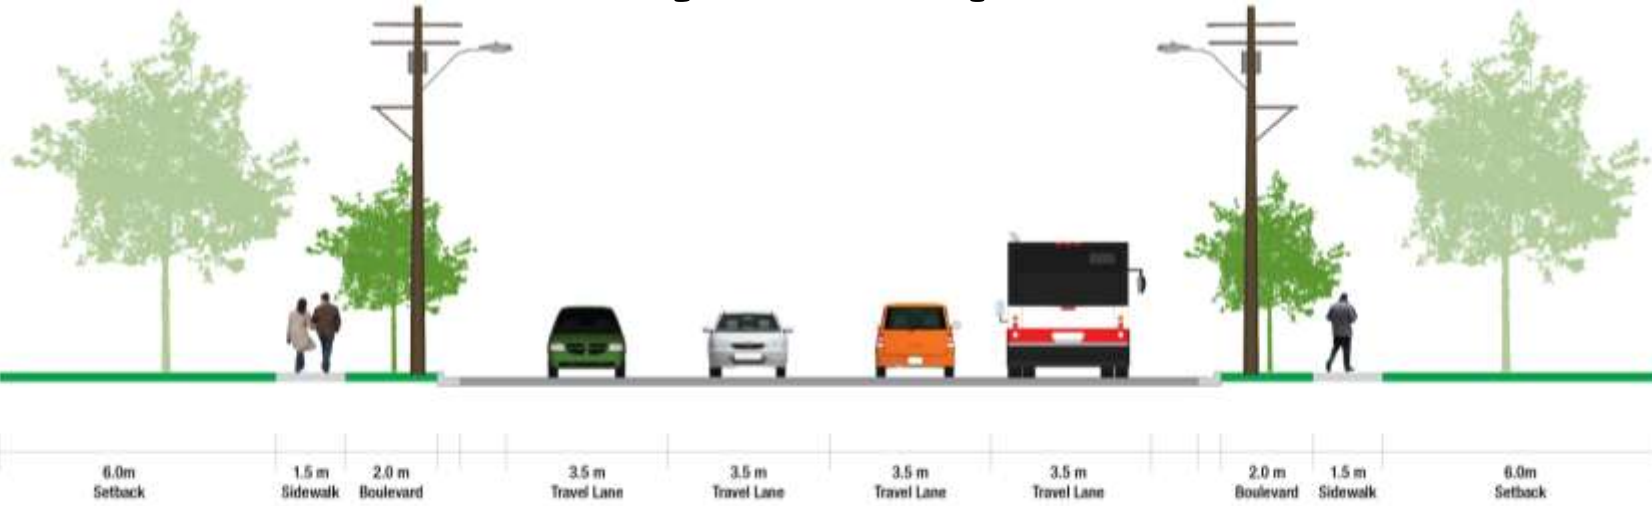 6.0m
Setback
1.5 m
Sidewalk
2.0 m
Boulevard
3.5 m
Travel Lane
3.5 m
Travel Lane
3.5 m
Travel Lane
3.5 m
Travel Lane
2.0 m
Boulevard
1.5 m
Sidewalk
6.0m
Setback